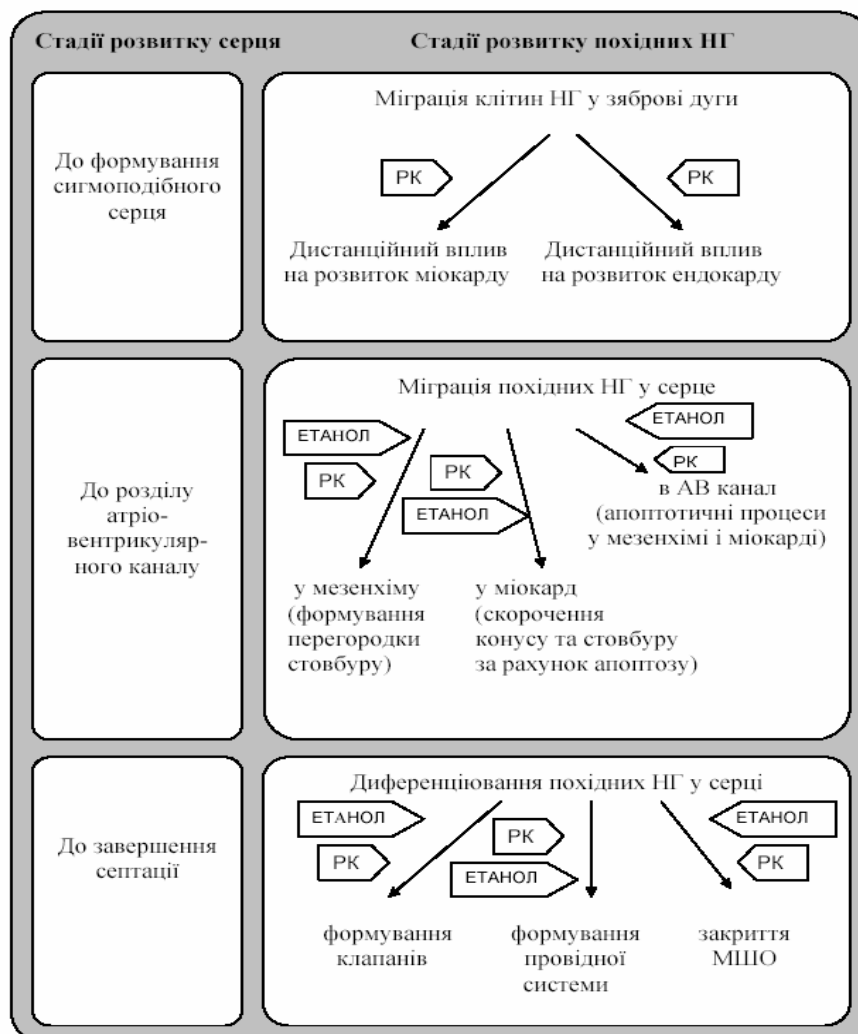 Стадії розвитку серця
Стадії розвитку похідних НГ
До формування
сигмоподібного
серця
Міграція клітин НГ у зяброві дуги
РК
РК
Дистанційний вплив
на розвиток міокарду
Дистанційний вплив
на розвиток ендокарду
До розділу
атріо-
вентрикуляр-
ного каналу
Міграція похідних НГ у серце
ЕТАНОЛ
РК
РК
ЕТАНОЛ
ЕТАНОЛ
РК
в АВ канал
(апоптотичні процеси
у мезенхімі і міокарді)
у мезенхіму
(формування
перегородки
стовбуру)
у міокард
(скорочення
конусу та стовбуру
за рахунок апоптозу)
До завершення
септації
Диференціювання похідних НГ у серці
ЕТАНОЛ
РК
РК
ЕТАНОЛ
ЕТАНОЛ
РК
формування
клапанів
формування
провідної
системи
закриття
МШО